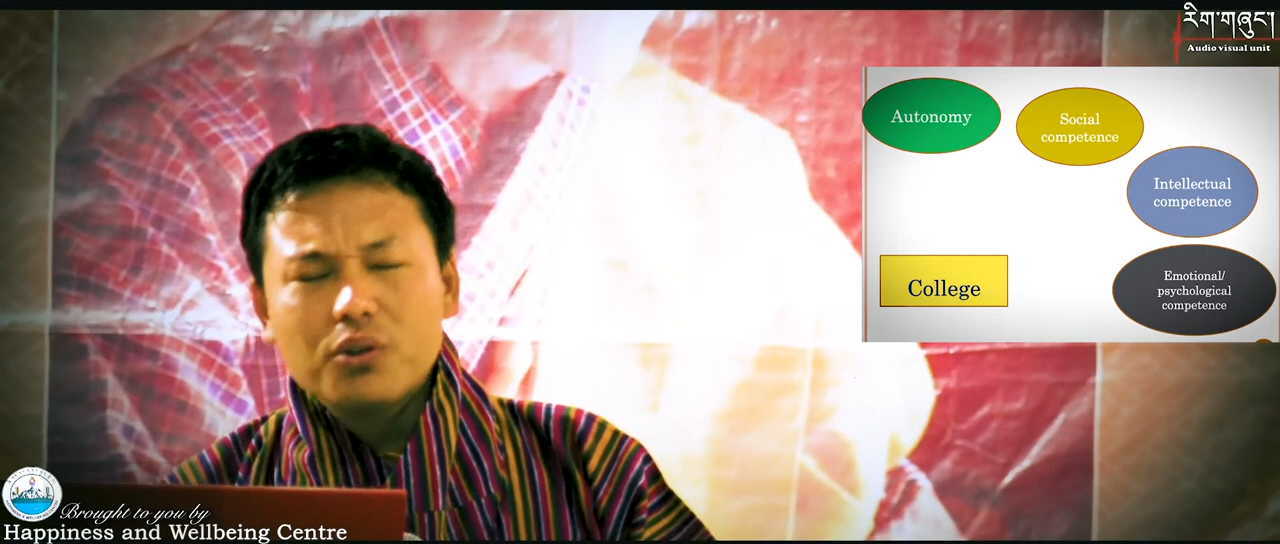 རིག་གཞུང་།
Audio visual unit
Autonomy
Social
competence
Intellectual
competence
Emotional/
psychological
competence
College
Brought to you by
Happiness and Wellbeing Centre